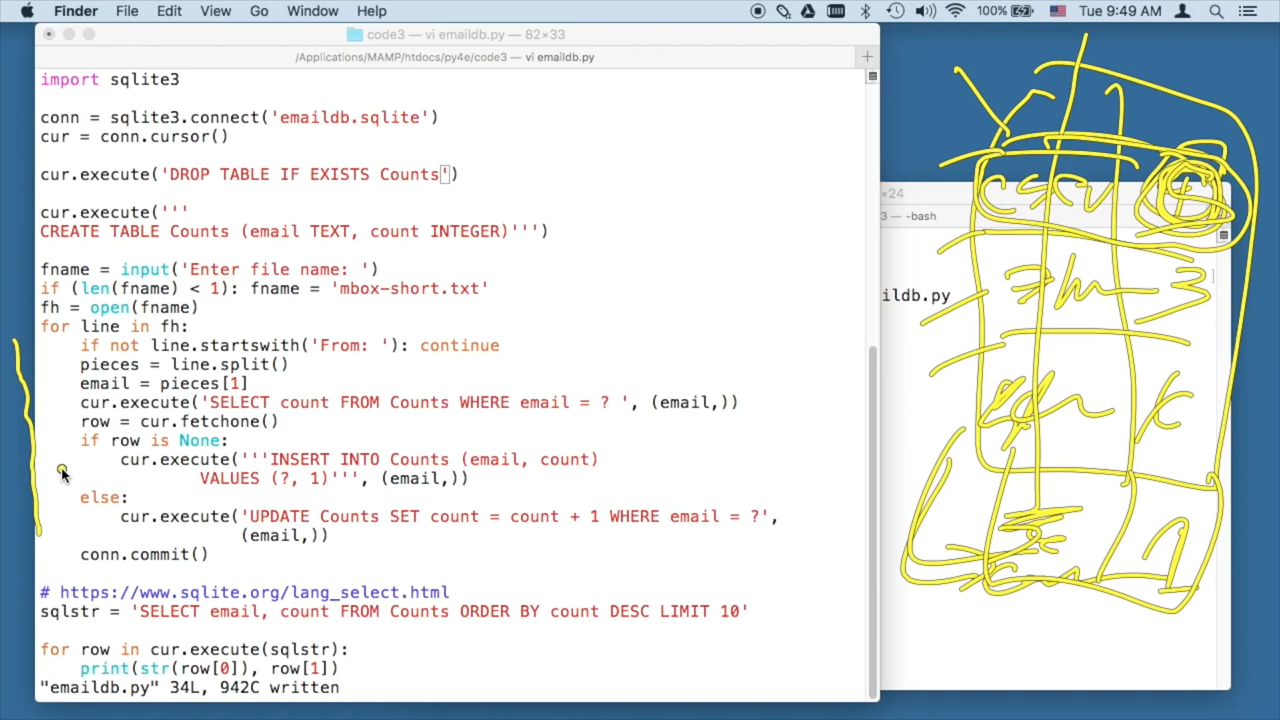 Finder File Edit View Go Window Help 100% Tue 9:49 AM
code3 — vi emaildb.py — 82×33
/Applications/MAMP/htdocs/py4e/code3 — vi emaildb.py +
import sqlite3
conn = sqlite3.connect('emaildb.sqlite')
cur = conn.cursor()
cur.execute('DROP TABLE IF EXISTS Counts')
cur.execute('''
CREATE TABLE Counts (email TEXT, count INTEGER)''')
fname = input('Enter file name: ')
if (len(fname) < 1): fname = 'mbox-short.txt'
fh = open(fname)
for line in fh:
    if not line.startswith('From: '): continue
    pieces = line.split()
    email = pieces[1]
    cur.execute('SELECT count FROM Counts WHERE email = ? ', (email,))
    row = cur.fetchone()
    if row is None:
        cur.execute('''INSERT INTO Counts (email, count)
                VALUES (?, 1)''', (email,))
    else:
        cur.execute('UPDATE Counts SET count = count + 1 WHERE email = ?',
                    (email,))
    conn.commit()
# https://www.sqlite.org/lang_select.html
sqlstr = 'SELECT email, count FROM Counts ORDER BY count DESC LIMIT 10'
for row in cur.execute(sqlstr):
    print(str(row[0]), row[1])
"emaildb.py" 34L, 942C written
×24
3 — -bash
ildb.py
csev
3
1